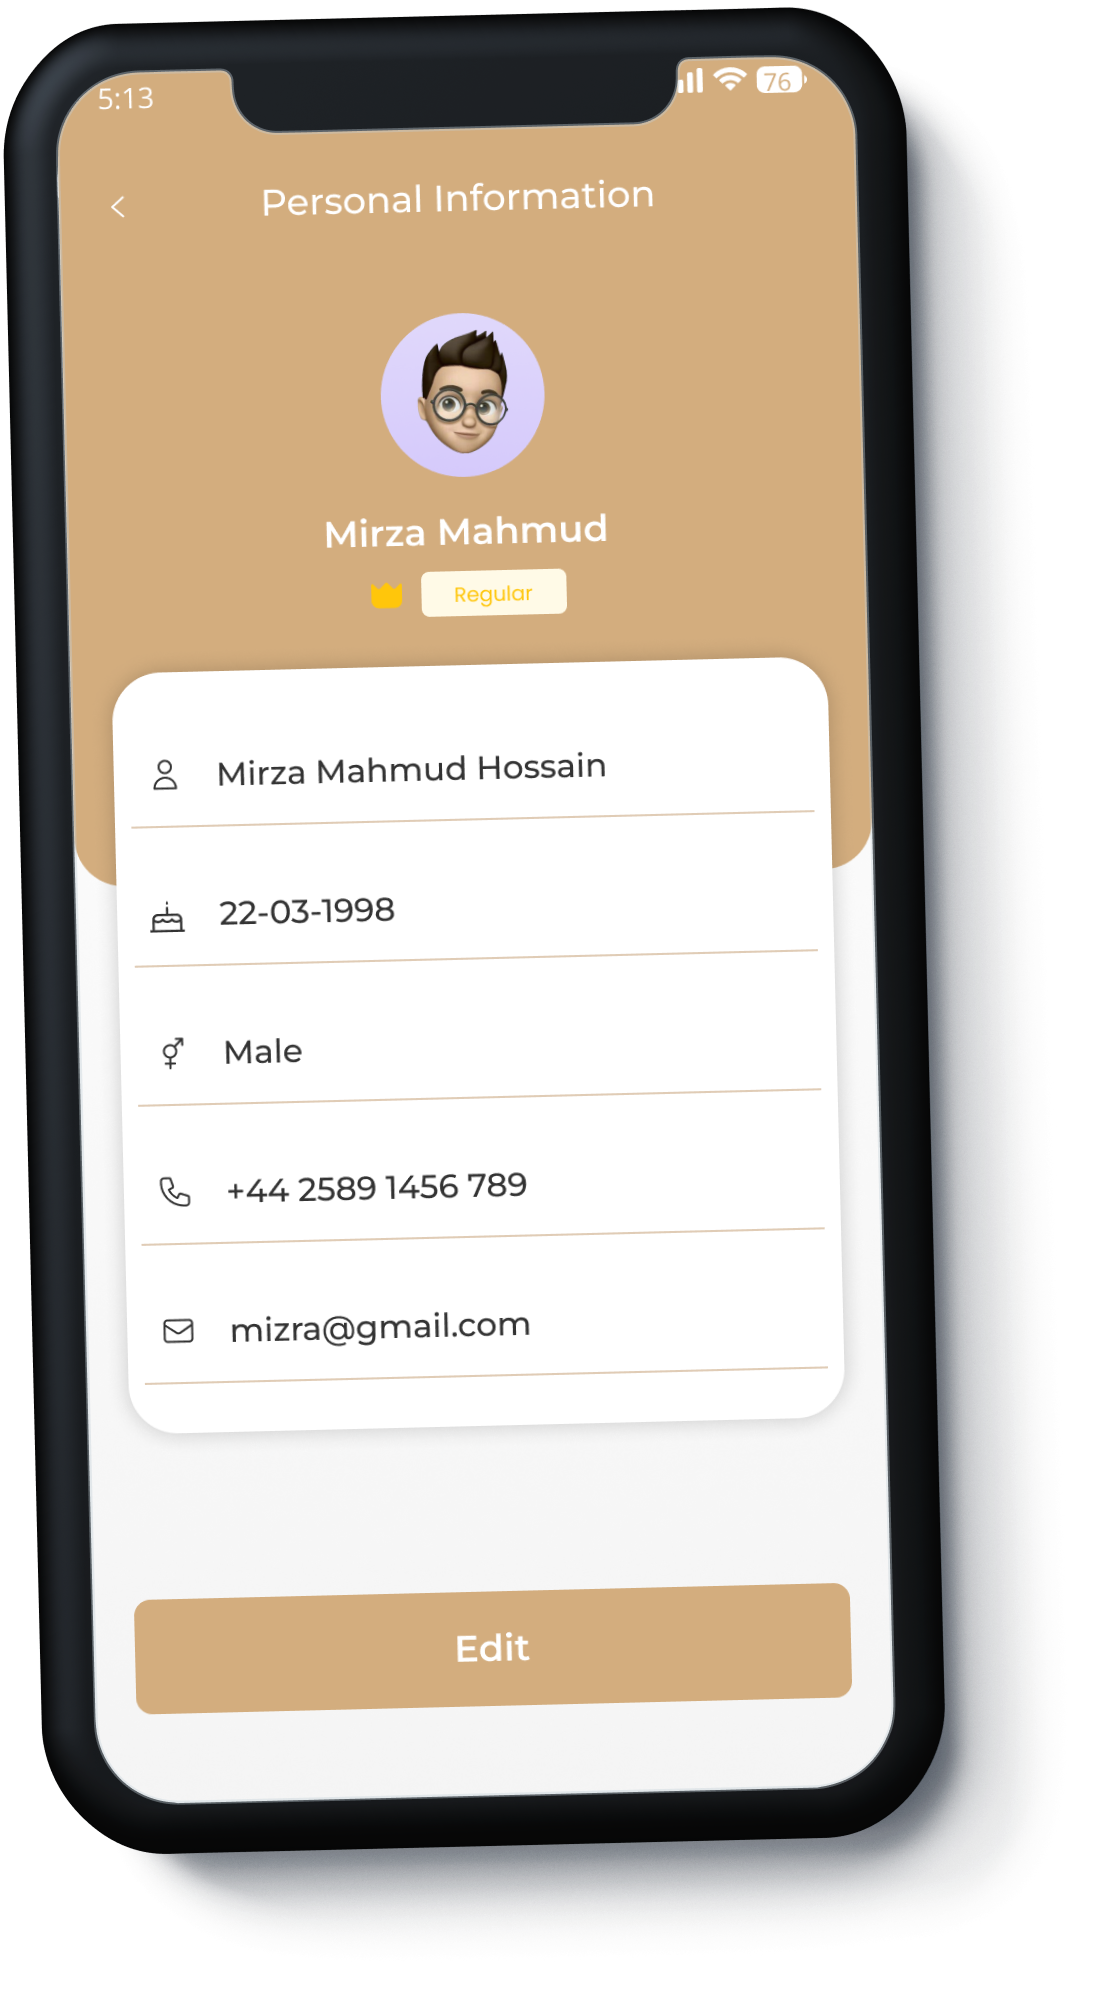 5:13
76
Personal Information
Mirza Mahmud
Regular
Mirza Mahmud Hossain
22-03-1998
Male
+44 2589 1456 789
mizra@gmail.com
Edit